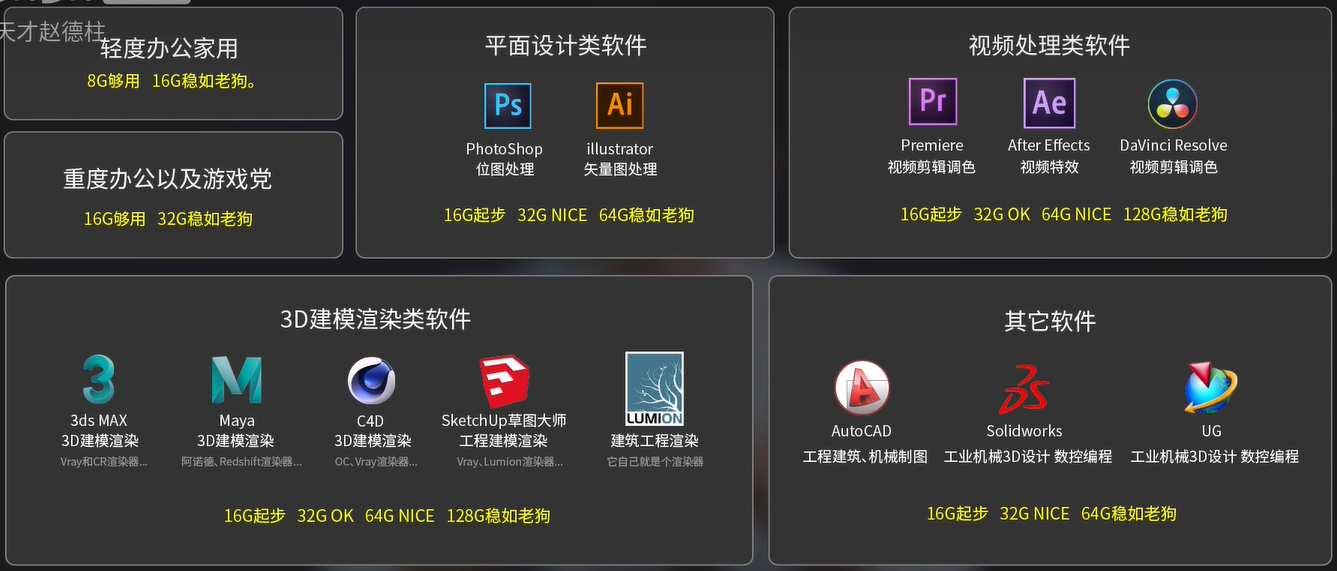 天才赵德柱
轻度办公家用
8G够用 16G稳如老狗。
重度办公以及游戏党
16G够用 32G稳如老狗
平面设计类软件
Ps Ai
PhotoShop illustrator
位图处理 矢量图处理
16G起步 32G NICE 64G稳如老狗
视频处理类软件
Pr Ae
Premiere After Effects DaVinci Resolve
视频剪辑调色 视频特效 视频剪辑调色
16G起步 32G OK 64G NICE 128G稳如老狗
3D建模渲染类软件
LUMION
3ds MAX Maya C4D SketchUp草图大师
3D建模渲染 3D建模渲染 3D建模渲染 工程建模渲染 建筑工程渲染
Vray和CR渲染器... 阿诺德、Redshift渲染器... OC、Vray渲染器... Vray、Lumion渲染器... 它自己就是个渲染器
16G起步 32G OK 64G NICE 128G稳如老狗
其它软件
AutoCAD Solidworks UG
工程建筑、机械制图 工业机械3D设计 数控编程 工业机械3D设计 数控编程
16G起步 32G NICE 64G稳如老狗